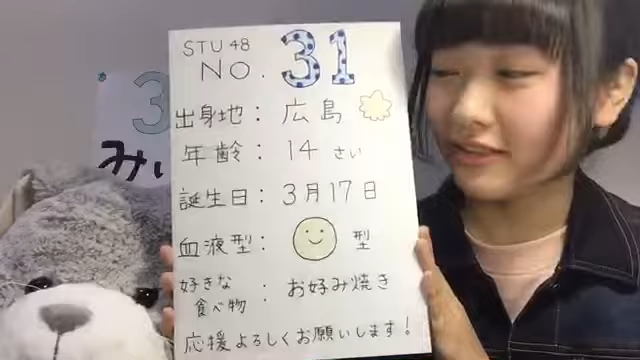 STU48
NO. 31
出身地: 広島
年齢: 14 さい
誕生日: 3月17日
血液型: 型
好きな食べ物: お好み焼き
応援よろしくお願いします!
3
みい